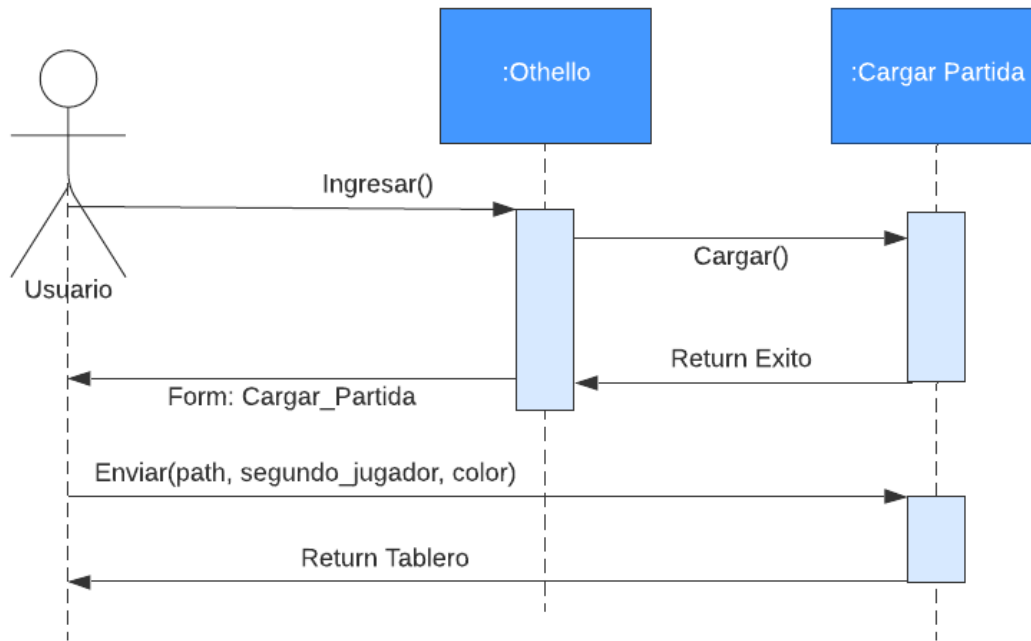 :Othello
:Cargar Partida
Ingresar()
Cargar()
Usuario
Return Exito
Form: Cargar_Partida
Enviar(path, segundo_jugador, color)
Return Tablero